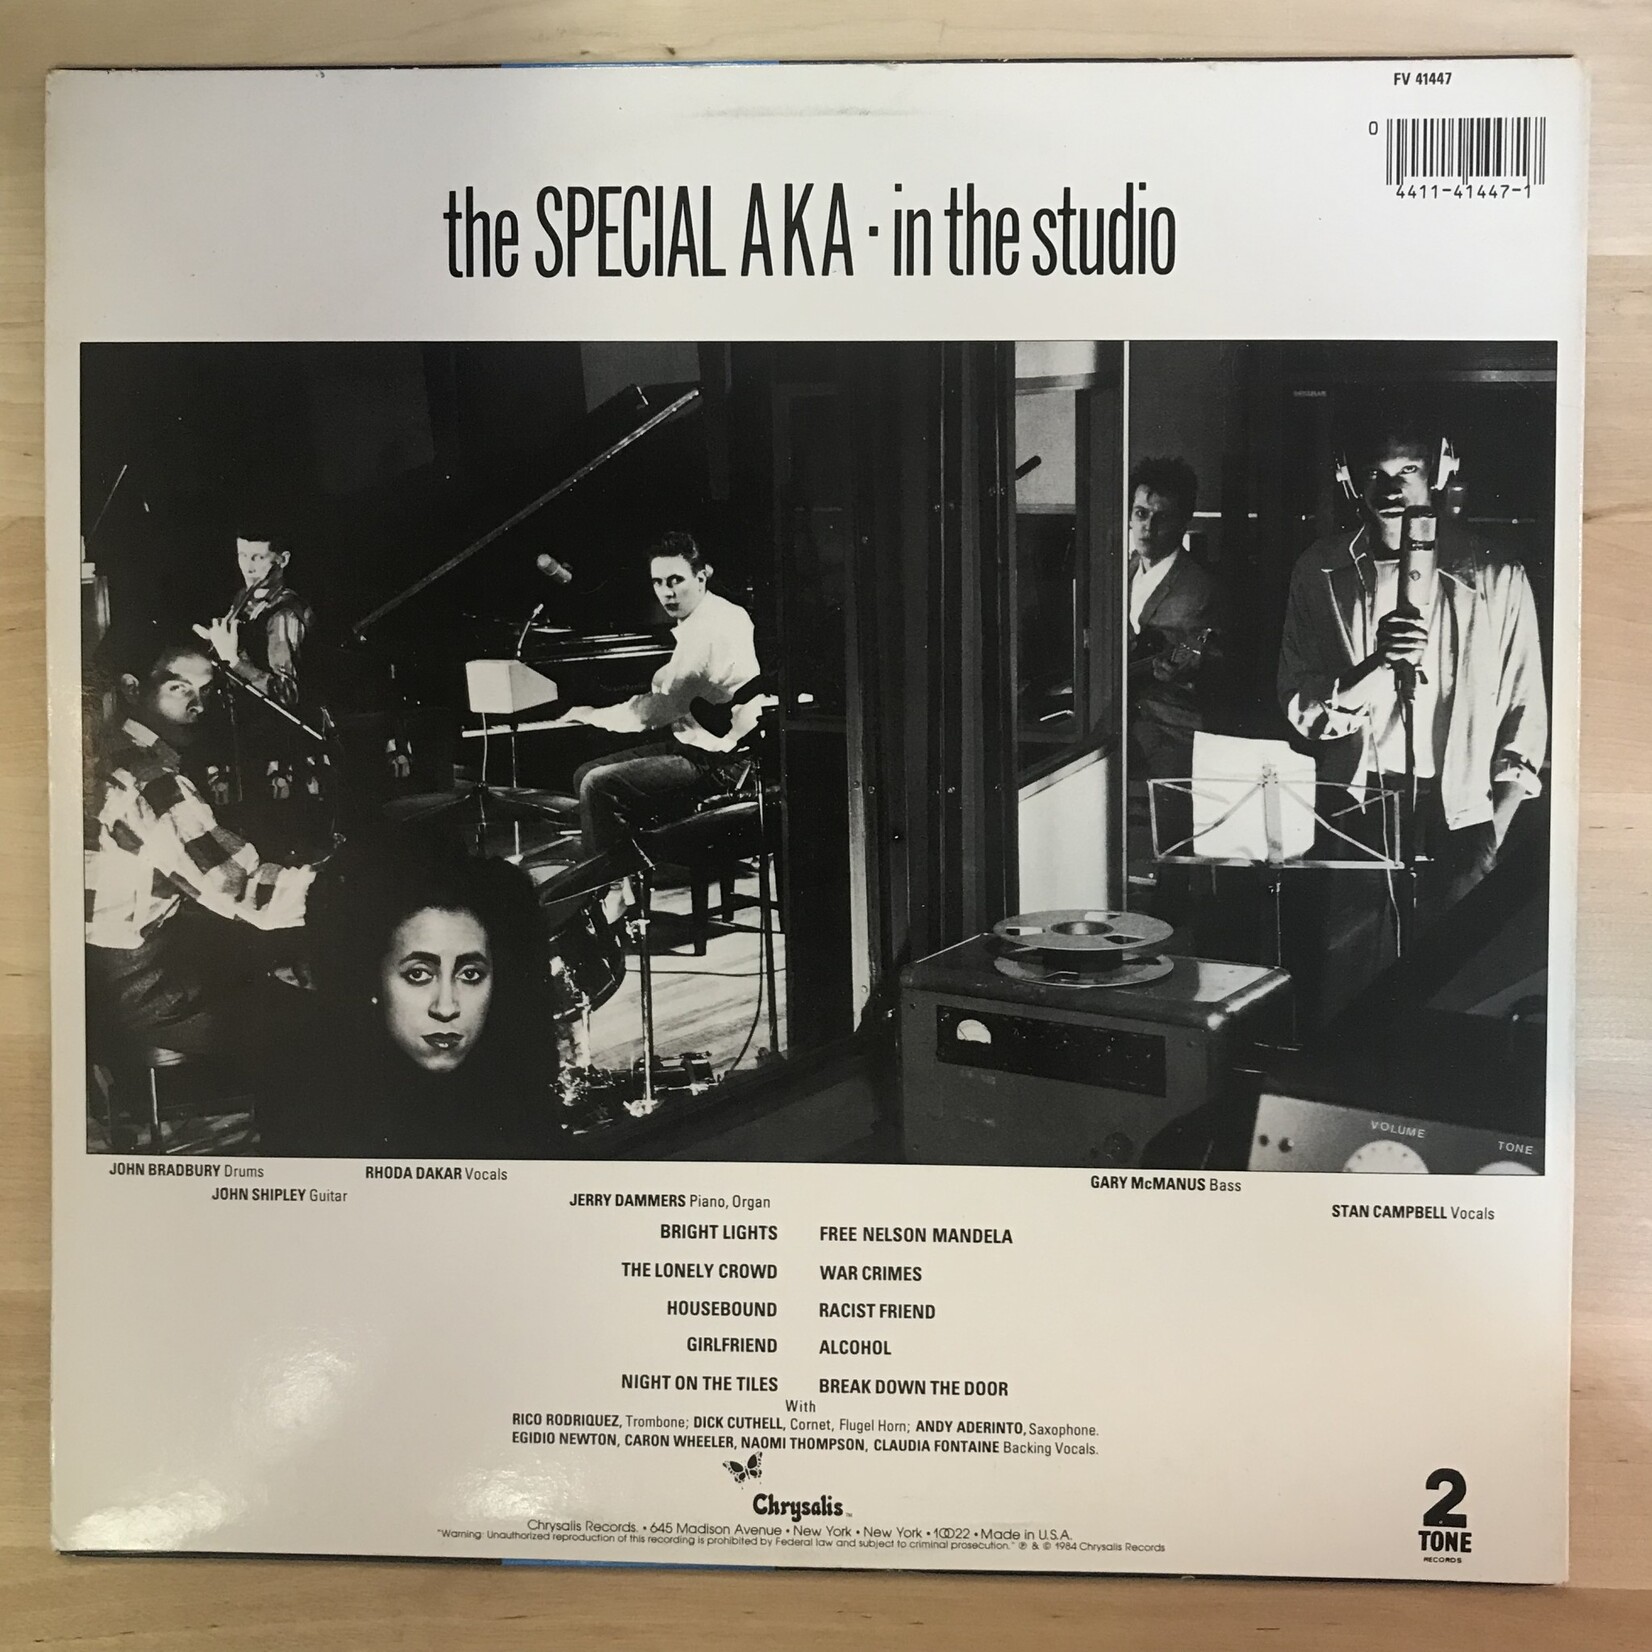 FV 41447
0
4411-41447-1
the SPECIAL AKA · in the studio
VOLUME
TONE
JOHN BRADBURY Drums
RHODA DAKAR Vocals
GARY McMANUS Bass
JOHN SHIPLEY Guitar
JERRY DAMMERS Piano, Organ
STAN CAMPBELL Vocals
BRIGHT LIGHTS
THE LONELY CROWD
HOUSEBOUND
GIRLFRIEND
NIGHT ON THE TILES
FREE NELSON MANDELA
WAR CRIMES
RACIST FRIEND
ALCOHOL
BREAK DOWN THE DOOR
With
RICO RODRIQUEZ, Trombone; DICK CUTHELL, Cornet, Flugel Horn; ANDY ADERINTO, Saxophone.
EGIDIO NEWTON, CARON WHEELER, NAOMI THOMPSON, CLAUDIA FONTAINE Backing Vocals.
Chrysalis
Chrysalis Records. • 645 Madison Avenue • New York • New York • 10022 • Made in U.S.A.
"Warning: Unauthorized reproduction of this recording is prohibited by Federal law and subject to criminal prosecution." ℗ & © 1984 Chrysalis Records
2
TONE
RECORDS